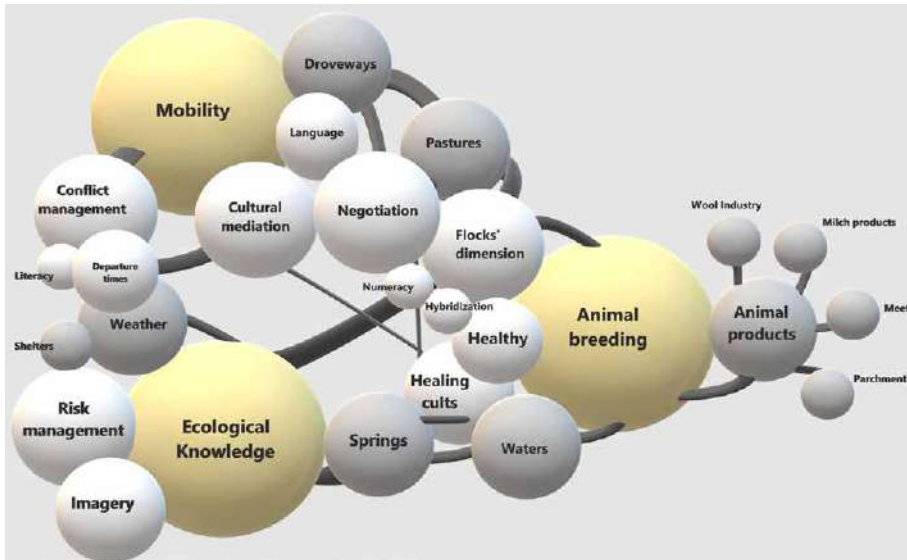 Droveways
Mobility
Language
Pastures
Conflict
management
Cultural
mediation
Negotiation
Flocks'
dimension
Wool Industry
Milch products
Literacy
Departure
times
Numeracy
Hybridization
Weather
Shelters
Healthy
Animal
breeding
Animal
products
Meet
Parchment
Healing
cults
Risk
management
Ecological
Knowledge
Springs
Waters
Imagery